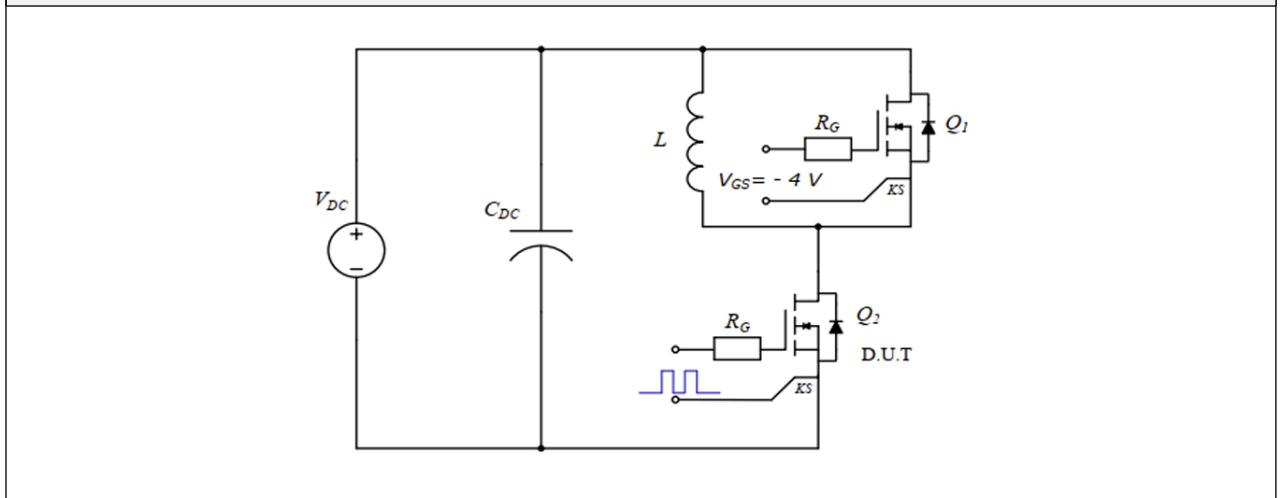 V_DC
+
−
C_DC
L
R_G
V_GS= - 4 V
KS
Q_1
R_G
KS
Q_2
D.U.T